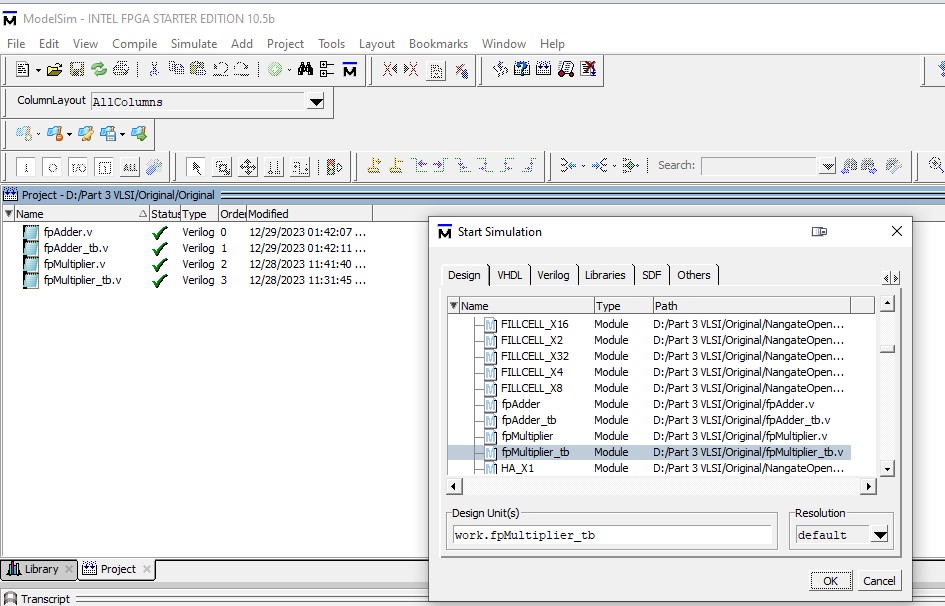 ModelSim - INTEL FPGA STARTER EDITION 10.5b
File Edit View Compile Simulate Add Project Tools Layout Bookmarks Window Help
ColumnLayout AllColumns
Search:
Project - D:/Part 3 VLSI/Original/Original
Name Status Type Order Modified
fpAdder.v Verilog 0 12/29/2023 01:42:07 ...
fpAdder_tb.v Verilog 1 12/29/2023 01:42:11 ...
fpMultiplier.v Verilog 2 12/28/2023 11:41:40 ...
fpMultiplier_tb.v Verilog 3 12/28/2023 11:31:45 ...
Start Simulation
Design VHDL Verilog Libraries SDF Others
Name Type Path
FILLCELL_X16 Module D:/Part 3 VLSI/Original/NangateOpen...
FILLCELL_X2 Module D:/Part 3 VLSI/Original/NangateOpen...
FILLCELL_X32 Module D:/Part 3 VLSI/Original/NangateOpen...
FILLCELL_X4 Module D:/Part 3 VLSI/Original/NangateOpen...
FILLCELL_X8 Module D:/Part 3 VLSI/Original/NangateOpen...
fpAdder Module D:/Part 3 VLSI/Original/fpAdder.v
fpAdder_tb Module D:/Part 3 VLSI/Original/fpAdder_tb.v
fpMultiplier Module D:/Part 3 VLSI/Original/fpMultiplier.v
fpMultiplier_tb Module D:/Part 3 VLSI/Original/fpMultiplier_tb.v
HA_X1 Module D:/Part 3 VLSI/Original/NangateOpen...
Design Unit(s)
work.fpMultiplier_tb
Resolution
default
OK Cancel
Library Project
Transcript